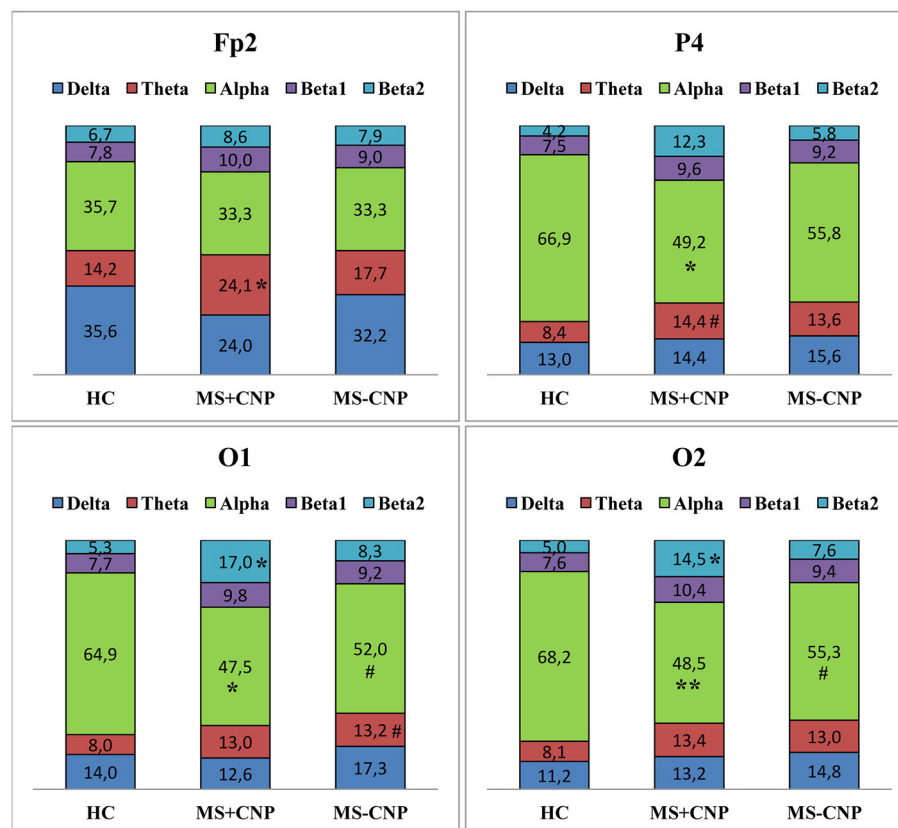 Fp2
Delta Theta Alpha Beta1 Beta2
6,7 8,6 7,9
7,8 10,0 9,0
35,7 33,3 33,3
14,2 24,1 * 17,7
35,6 24,0 32,2
HC MS+CNP MS-CNP
P4
Delta Theta Alpha Beta1 Beta2
4,2 12,3 5,8
7,5 9,6 9,2
66,9 49,2 55,8
*
8,4 14,4 # 13,6
13,0 14,4 15,6
HC MS+CNP MS-CNP
O1
Delta Theta Alpha Beta1 Beta2
5,3 17,0 * 8,3
7,7 9,8 9,2
64,9 47,5 52,0
* #
8,0 13,0 13,2 #
14,0 12,6 17,3
HC MS+CNP MS-CNP
O2
Delta Theta Alpha Beta1 Beta2
5,0 14,5 * 7,6
7,6 10,4 9,4
68,2 48,5 55,3
** #
8,1 13,4 13,0
11,2 13,2 14,8
HC MS+CNP MS-CNP